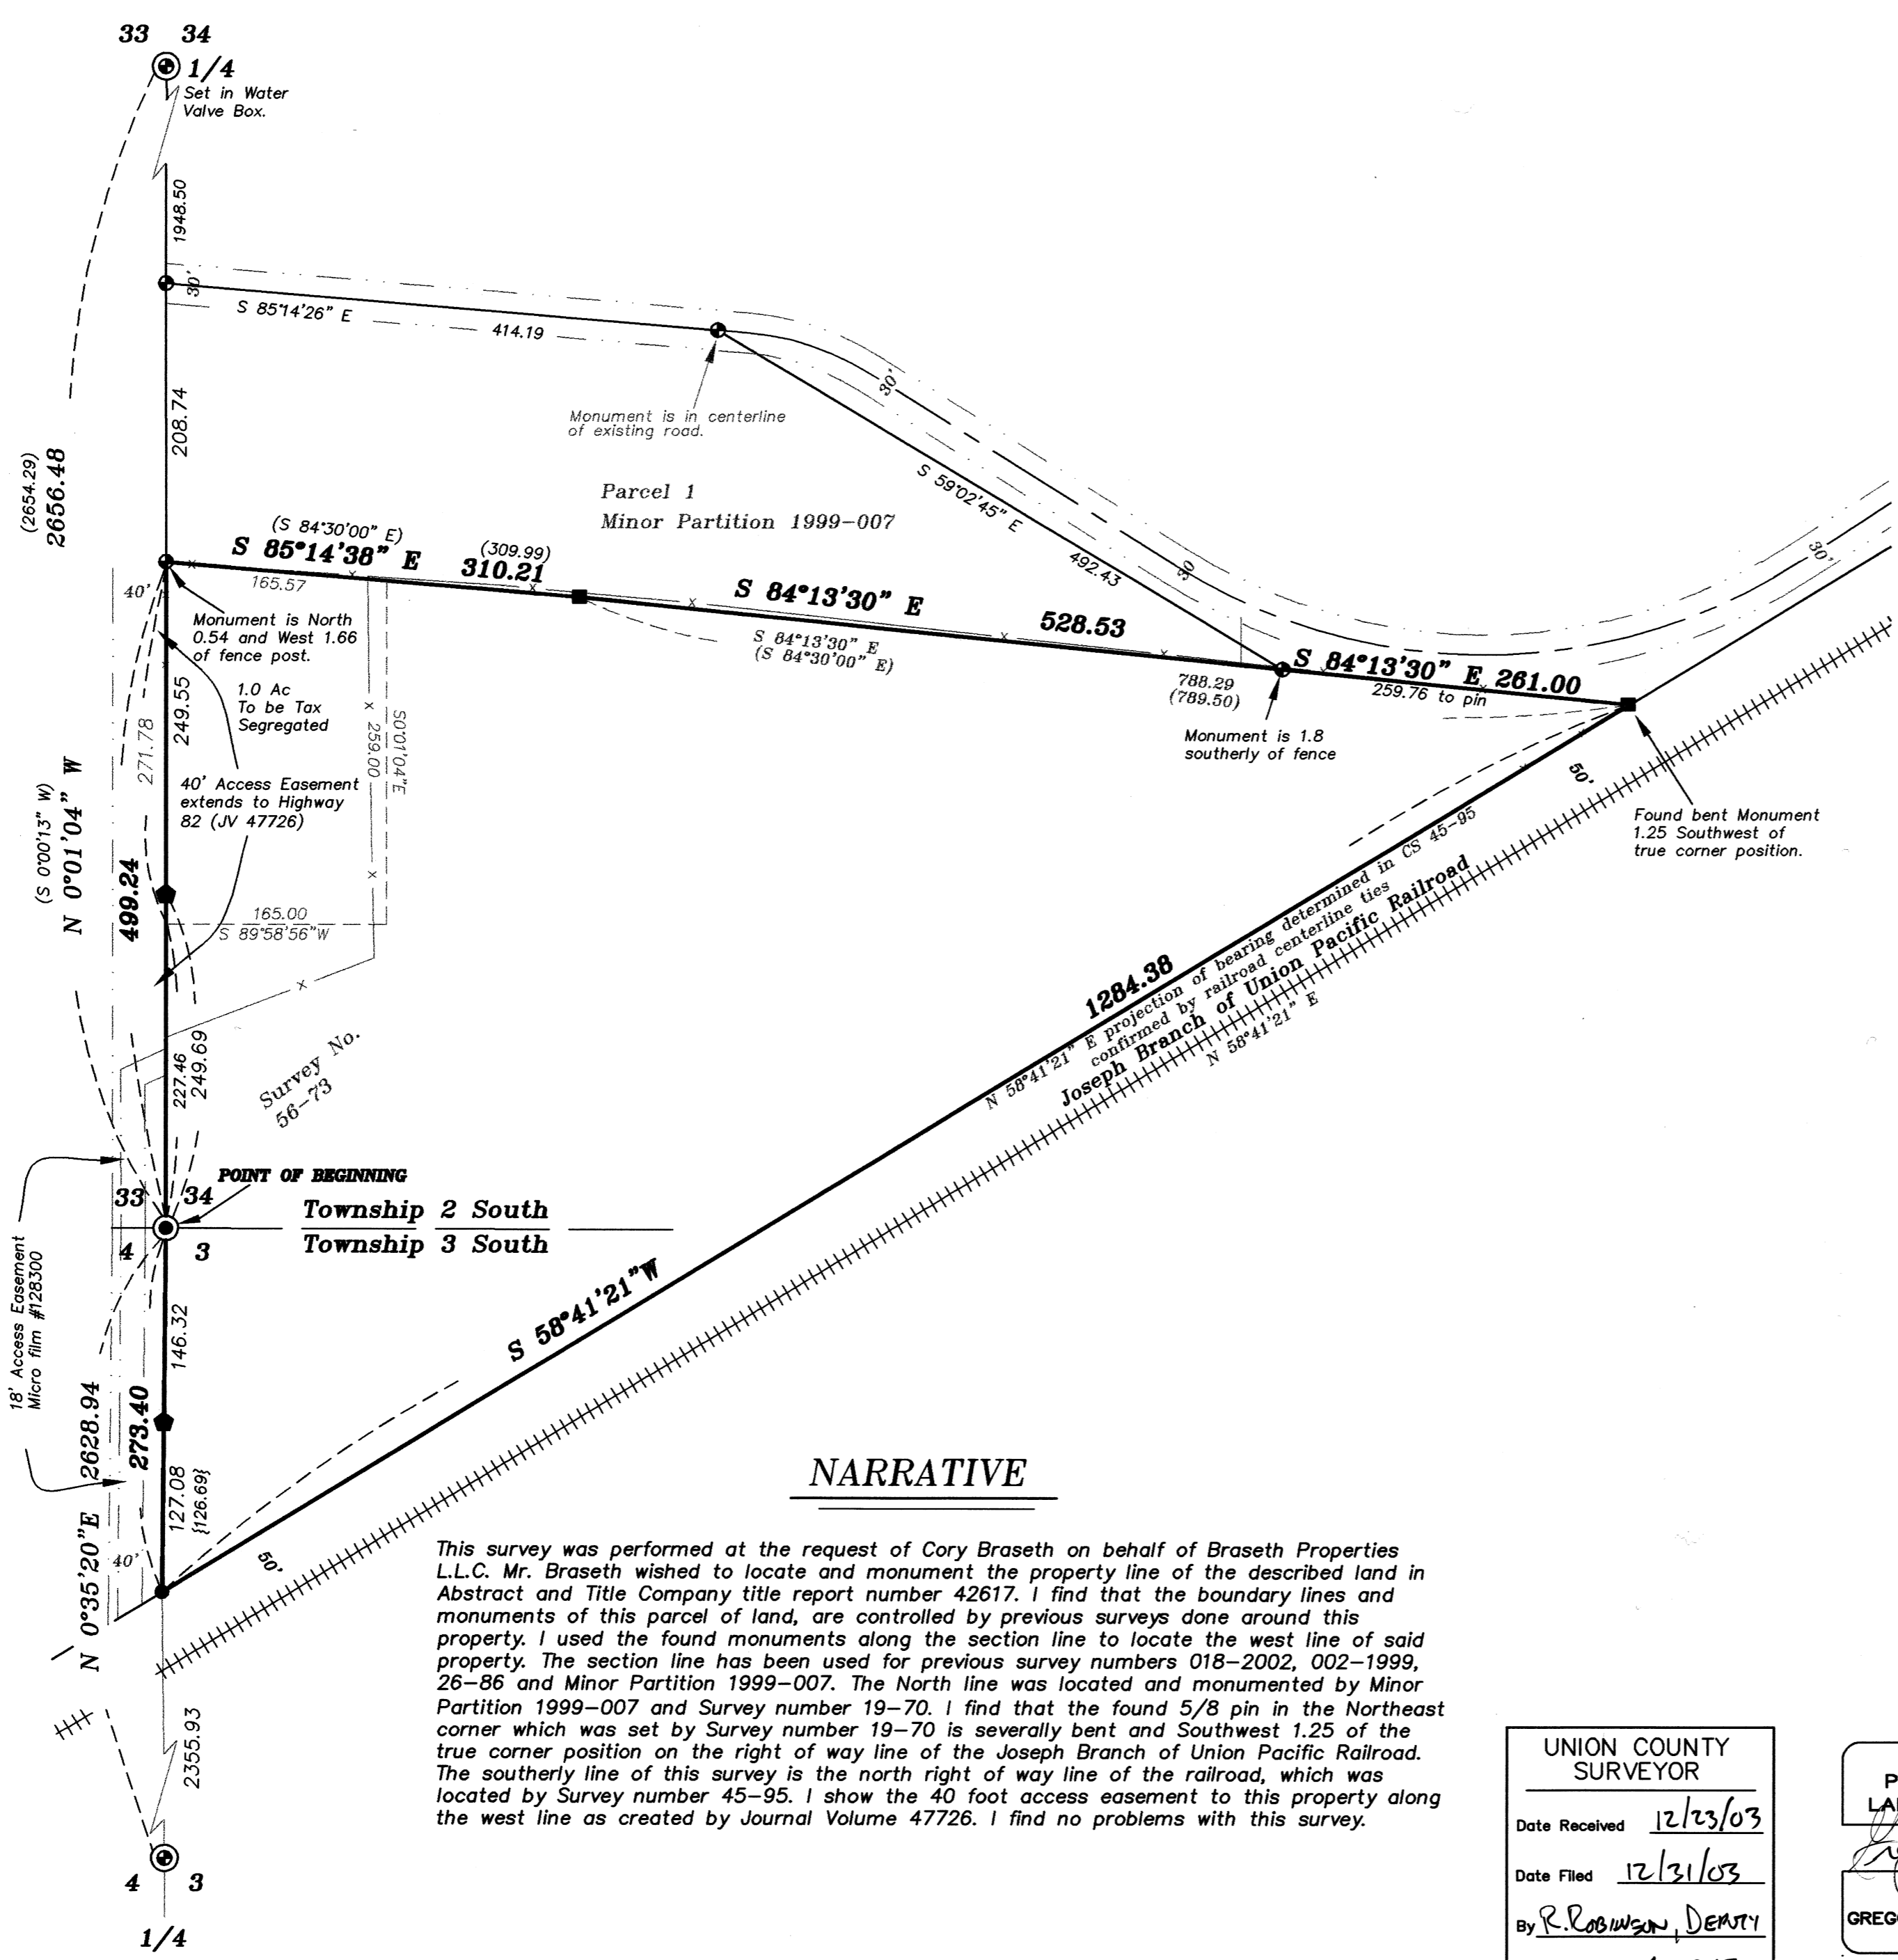 33 34
1/4
Set in Water
Valve Box.
1948.50
30'
S 85°14'26" E
414.19
Monument is in centerline
of existing road.
30'
208.74
(2654.29)
2656.48
Parcel 1
Minor Partition 1999-007
S 59°02'45" E
492.43
30
30'
(S 84°30'00" E)
S 85°14'38" E
(309.99)
310.21
165.57
40'
S 84°13'30" E
528.53
S 84°13'30" E
(S 84°30'00" E)
S 84°13'30" E 261.00
259.76 to pin
788.29
(789.50)
Monument is North
0.54 and West 1.66
of fence post.
1.0 Ac
To be Tax
Segregated
249.55
271.78
259.00
S0°01'04"E
Monument is 1.8
southerly of fence
50'
Found bent Monument
1.25 Southwest of
true corner position.
40' Access Easement
extends to Highway
82 (JV 47726)
(S 0°00'13" W)
N 0°01'04" W
499.24
165.00
S 89°58'56"W
1284.38
N 58°41'21" E projection of bearing determined in CS 45-95
confirmed by railroad centerline ties
Joseph Branch of Union Pacific Railroad
N 58°41'21" E
227.46
249.69
Survey No.
56-73
POINT OF BEGINNING
33 34
4 3
Township 2 South
Township 3 South
18' Access Easement
Micro film #128300
146.32
S 58°41'21"W
273.40
N 0°35'20"E 2628.94
127.08
{126.69}
40'
50'
NARRATIVE
This survey was performed at the request of Cory Braseth on behalf of Braseth Properties
L.L.C. Mr. Braseth wished to locate and monument the property line of the described land in
Abstract and Title Company title report number 42617. I find that the boundary lines and
monuments of this parcel of land, are controlled by previous surveys done around this
property. I used the found monuments along the section line to locate the west line of said
property. The section line has been used for previous survey numbers 018-2002, 002-1999,
26-86 and Minor Partition 1999-007. The North line was located and monumented by Minor
Partition 1999-007 and Survey number 19-70. I find that the found 5/8 pin in the Northeast
corner which was set by Survey number 19-70 is severally bent and Southwest 1.25 of the
true corner position on the right of way line of the Joseph Branch of Union Pacific Railroad.
The southerly line of this survey is the north right of way line of the railroad, which was
located by Survey number 45-95. I show the 40 foot access easement to this property along
the west line as created by Journal Volume 47726. I find no problems with this survey.
2355.93
4 3
1/4
UNION COUNTY
SURVEYOR
Date Received 12/23/03
Date Filed 12/31/03
By R. ROBINSON, DEPUTY